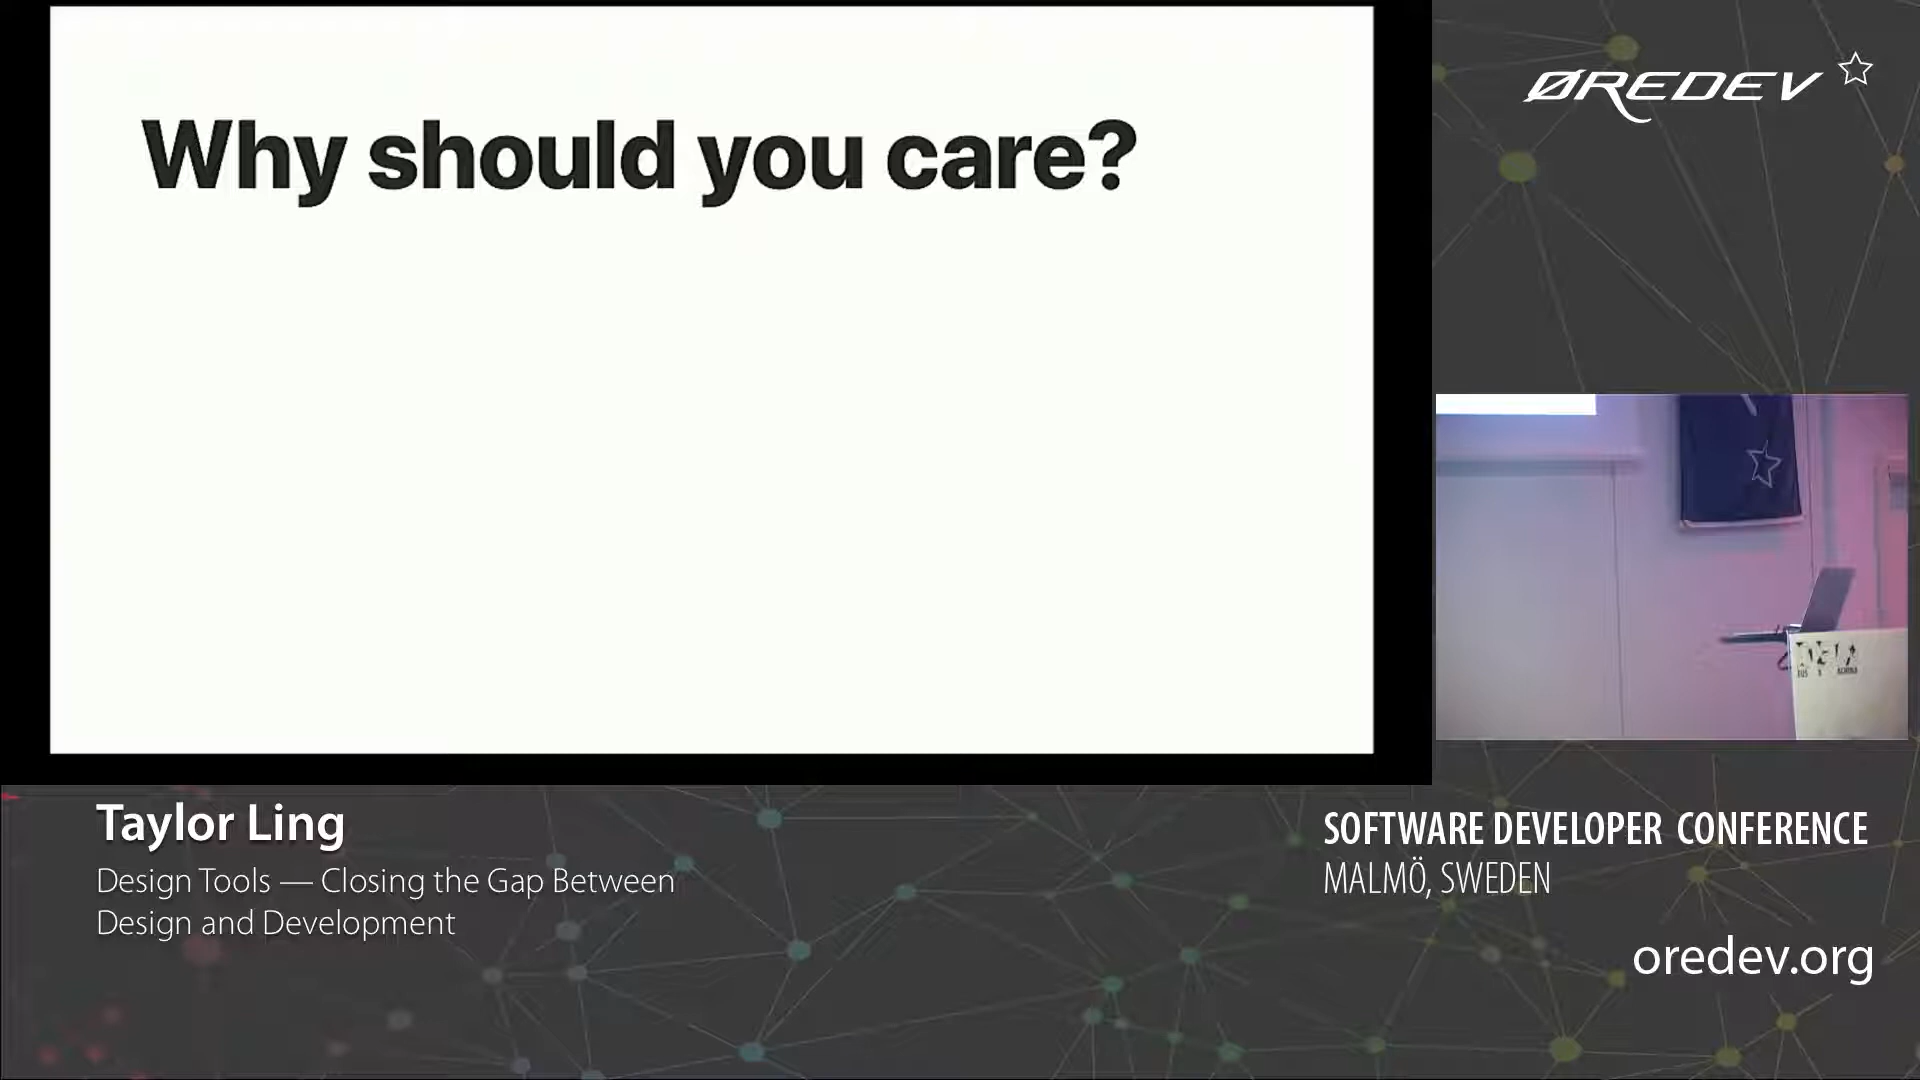 Why should you care?
ØREDEV
Taylor Ling
Design Tools — Closing the Gap Between
Design and Development
SOFTWARE DEVELOPER CONFERENCE
MALMÖ, SWEDEN
oredev.org